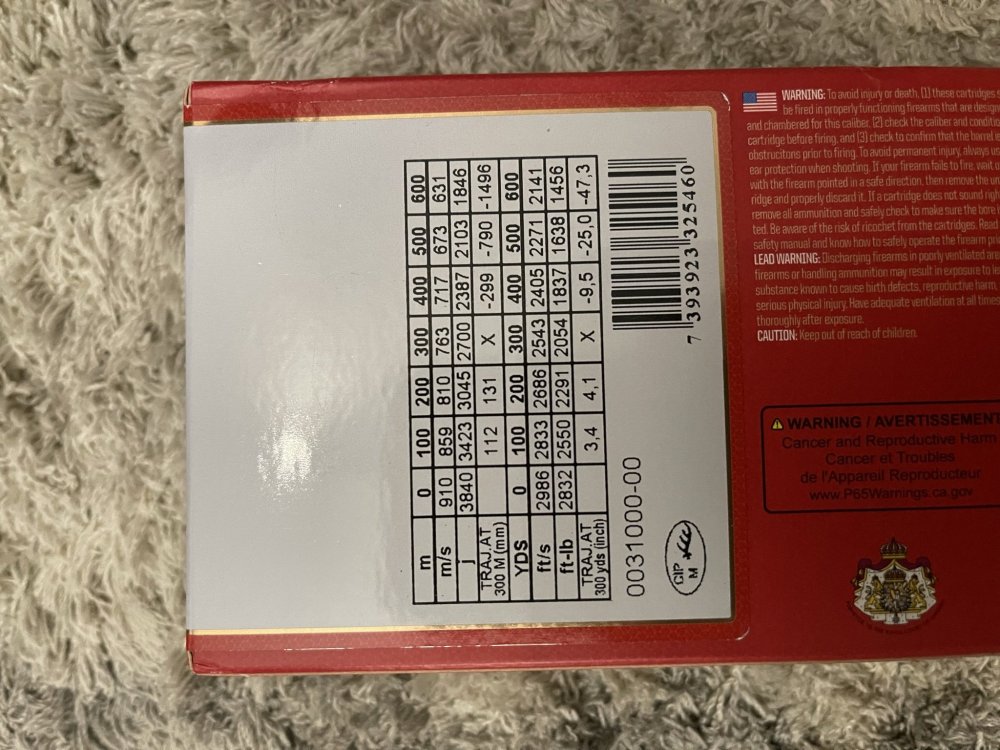 m 0 100 200 300 400 500 600
m/s 910 859 810 763 717 673 631
j 3840 3423 3045 2700 2387 2103 1846
TRAJ.AT
300 M (mm) 112 131 X -299 -790 -1496
YDS 0 100 200 300 400 500 600
ft/s 2986 2833 2686 2543 2405 2271 2141
ft-lb 2832 2550 2291 2054 1837 1638 1456
TRAJ.AT
300 yds (inch) 3,4 4,1 X -9,5 -25,0 -47,3
0031000-00
CIP
M
7 393923 325460
WARNING: To avoid injury or death, (1) these cartridges
be fired in properly functioning firearms that are
and chambered for this caliber, (2) check the caliber and
cartridge before firing, and (3) check to confirm that the barrel
obstrucitons prior to firing. To avoid permanent injury, always
ear protection when shooting. If your firearm fails to fire, wait
with the firearm pointed in a safe direction, then remove the
ridge and properly discard it. If a cartridge does not sound
remove all ammunition and safely check to make sure the bore
ted. Be aware of the risk of ricochet from the cartridges. Read
safety manual and know how to safely operate the firearm
LEAD WARNING: Discharging firearms in poorly ventilated
firearms or handling ammunition may result in exposure to
substance known to cause birth defects, reproductive harm,
serious physical injury. Have adequate ventilation at all
thoroughly after exposure.
CAUTION: Keep out of reach of children.
WARNING / AVERTISSEMEN
Cancer and Reproductive Harm
Cancer et Troubles
de l'Appareil Reproducteur
www.P65Warnings.ca.gov